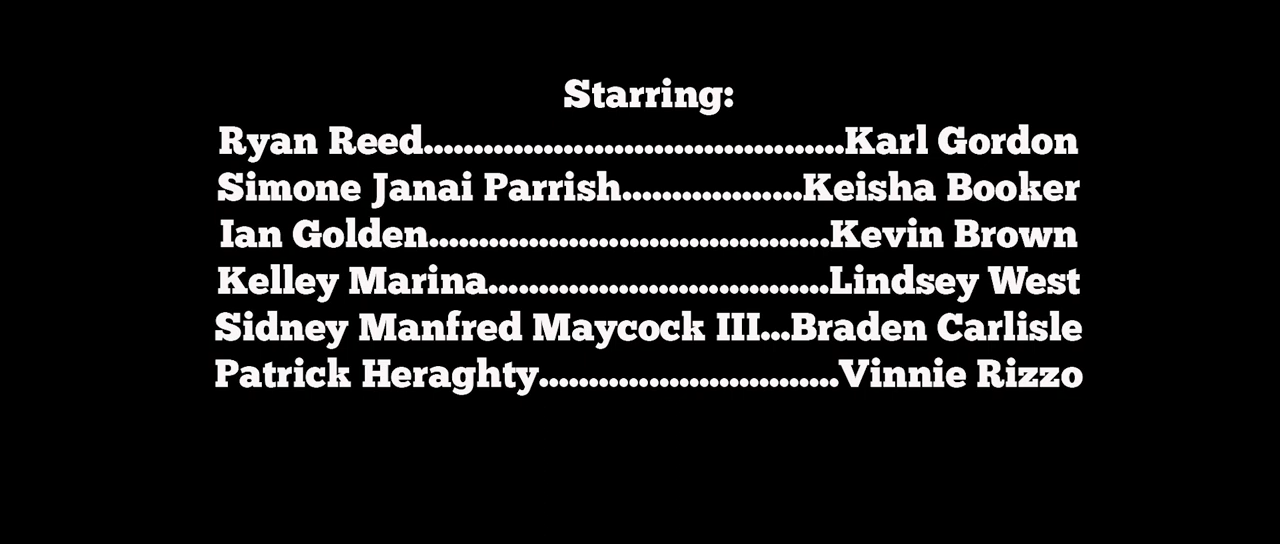 Starring:
Ryan Reed..........................................Karl Gordon
Simone Janai Parrish..................Keisha Booker
Ian Golden........................................Kevin Brown
Kelley Marina..................................Lindsey West
Sidney Manfred Maycock III...Braden Carlisle
Patrick Heraghty..............................Vinnie Rizzo